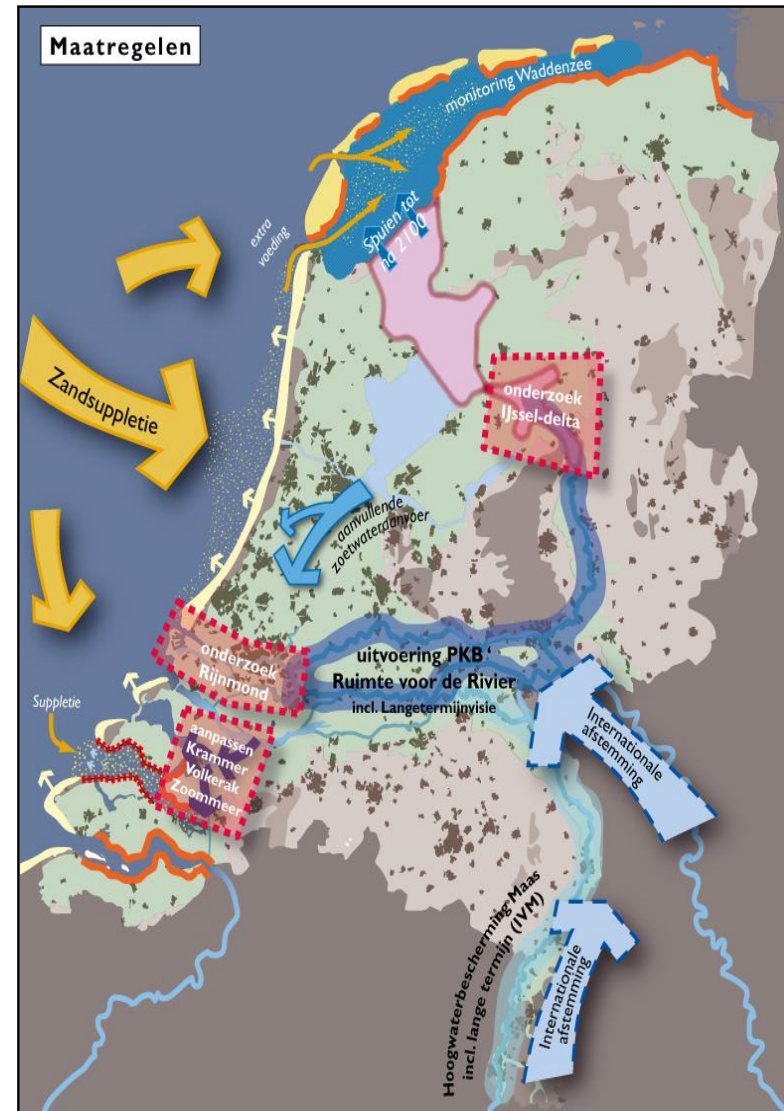 Maatregelen
monitoring Waddenzee
extra
voeding
Spuien tot
na 2100
Zandsuppletie
onderzoek
IJssel-delta
aanvullende
zoetwateraanvoer
onderzoek
Rijnmond
uitvoering PKB '
Ruimte voor de Rivier
incl. Langetermijnvisie
Suppletie
aanpassen
Krammer
Volkerak
Zoommeer
Internationale
afstemming
Hoogwaterbescherming Maas
incl. lange termijn (IVM)
Internationale
afstemming